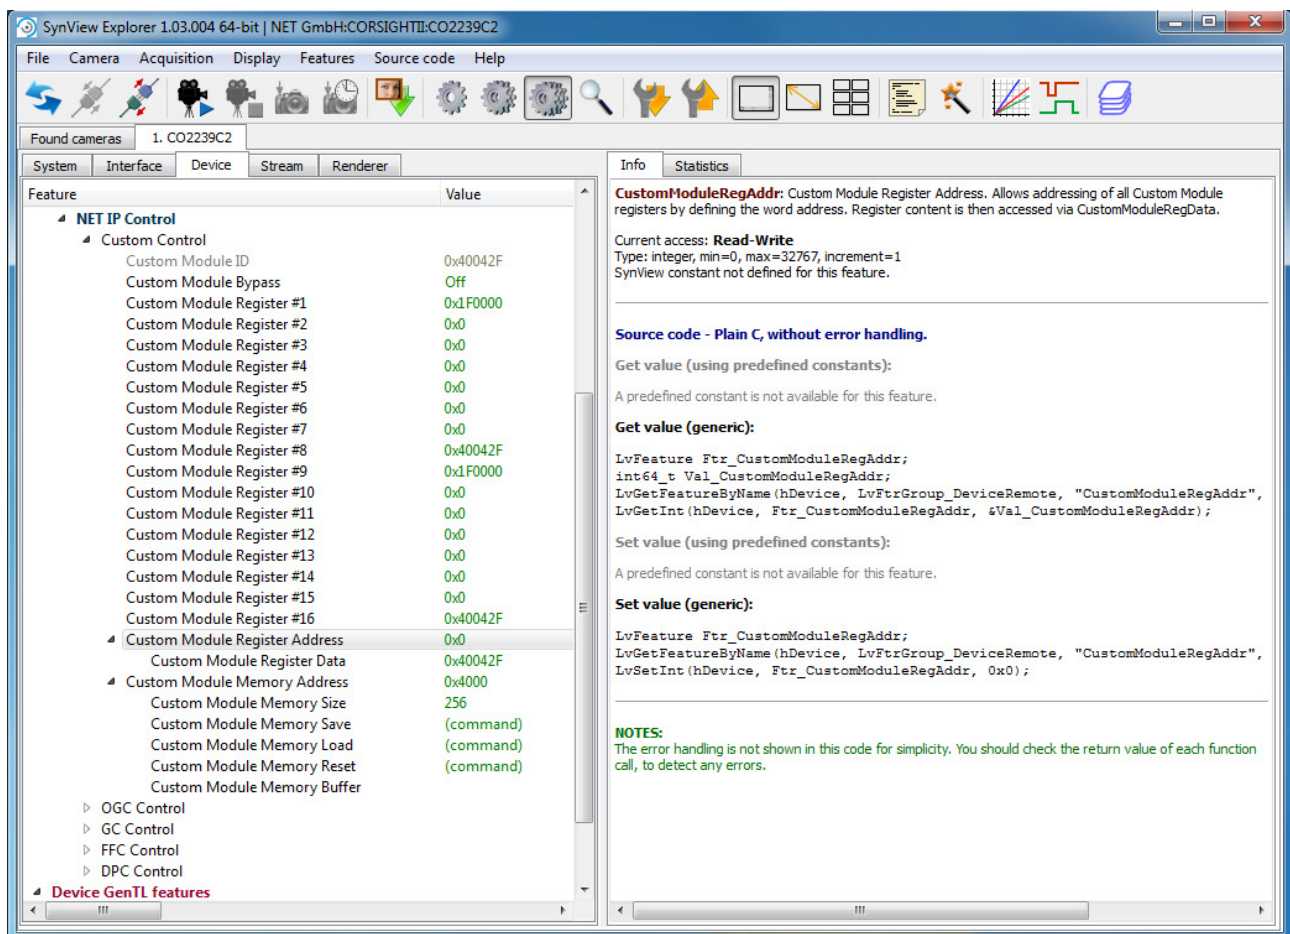 SynView Explorer 1.03.004 64-bit | NET GmbH:CORSIGHTII:CO2239C2
File Camera Acquisition Display Features Source code Help
Found cameras 1. CO2239C2
System Interface Device Stream Renderer
Feature Value
NET IP Control
Custom Control
Custom Module ID 0x40042F
Custom Module Bypass Off
Custom Module Register #1 0x1F0000
Custom Module Register #2 0x0
Custom Module Register #3 0x0
Custom Module Register #4 0x0
Custom Module Register #5 0x0
Custom Module Register #6 0x0
Custom Module Register #7 0x0
Custom Module Register #8 0x40042F
Custom Module Register #9 0x1F0000
Custom Module Register #10 0x0
Custom Module Register #11 0x0
Custom Module Register #12 0x0
Custom Module Register #13 0x0
Custom Module Register #14 0x0
Custom Module Register #15 0x0
Custom Module Register #16 0x40042F
Custom Module Register Address 0x0
Custom Module Register Data 0x40042F
Custom Module Memory Address 0x4000
Custom Module Memory Size 256
Custom Module Memory Save (command)
Custom Module Memory Load (command)
Custom Module Memory Reset (command)
Custom Module Memory Buffer
OGC Control
GC Control
FFC Control
DPC Control
Device GenTL features
Info Statistics
CustomModuleRegAddr: Custom Module Register Address. Allows addressing of all Custom Module
registers by defining the word address. Register content is then accessed via CustomModuleRegData.
Current access: Read-Write
Type: integer, min=0, max=32767, increment=1
SynView constant not defined for this feature.
Source code - Plain C, without error handling.
Get value (using predefined constants):
A predefined constant is not available for this feature.
Get value (generic):
LvFeature Ftr_CustomModuleRegAddr;
int64_t Val_CustomModuleRegAddr;
LvGetFeatureByName(hDevice, LvFtrGroup_DeviceRemote, "CustomModuleRegAddr",
LvGetInt(hDevice, Ftr_CustomModuleRegAddr, &Val_CustomModuleRegAddr);
Set value (using predefined constants):
A predefined constant is not available for this feature.
Set value (generic):
LvFeature Ftr_CustomModuleRegAddr;
LvGetFeatureByName(hDevice, LvFtrGroup_DeviceRemote, "CustomModuleRegAddr",
LvSetInt(hDevice, Ftr_CustomModuleRegAddr, 0x0);
NOTES:
The error handling is not shown in this code for simplicity. You should check the return value of each function
call, to detect any errors.